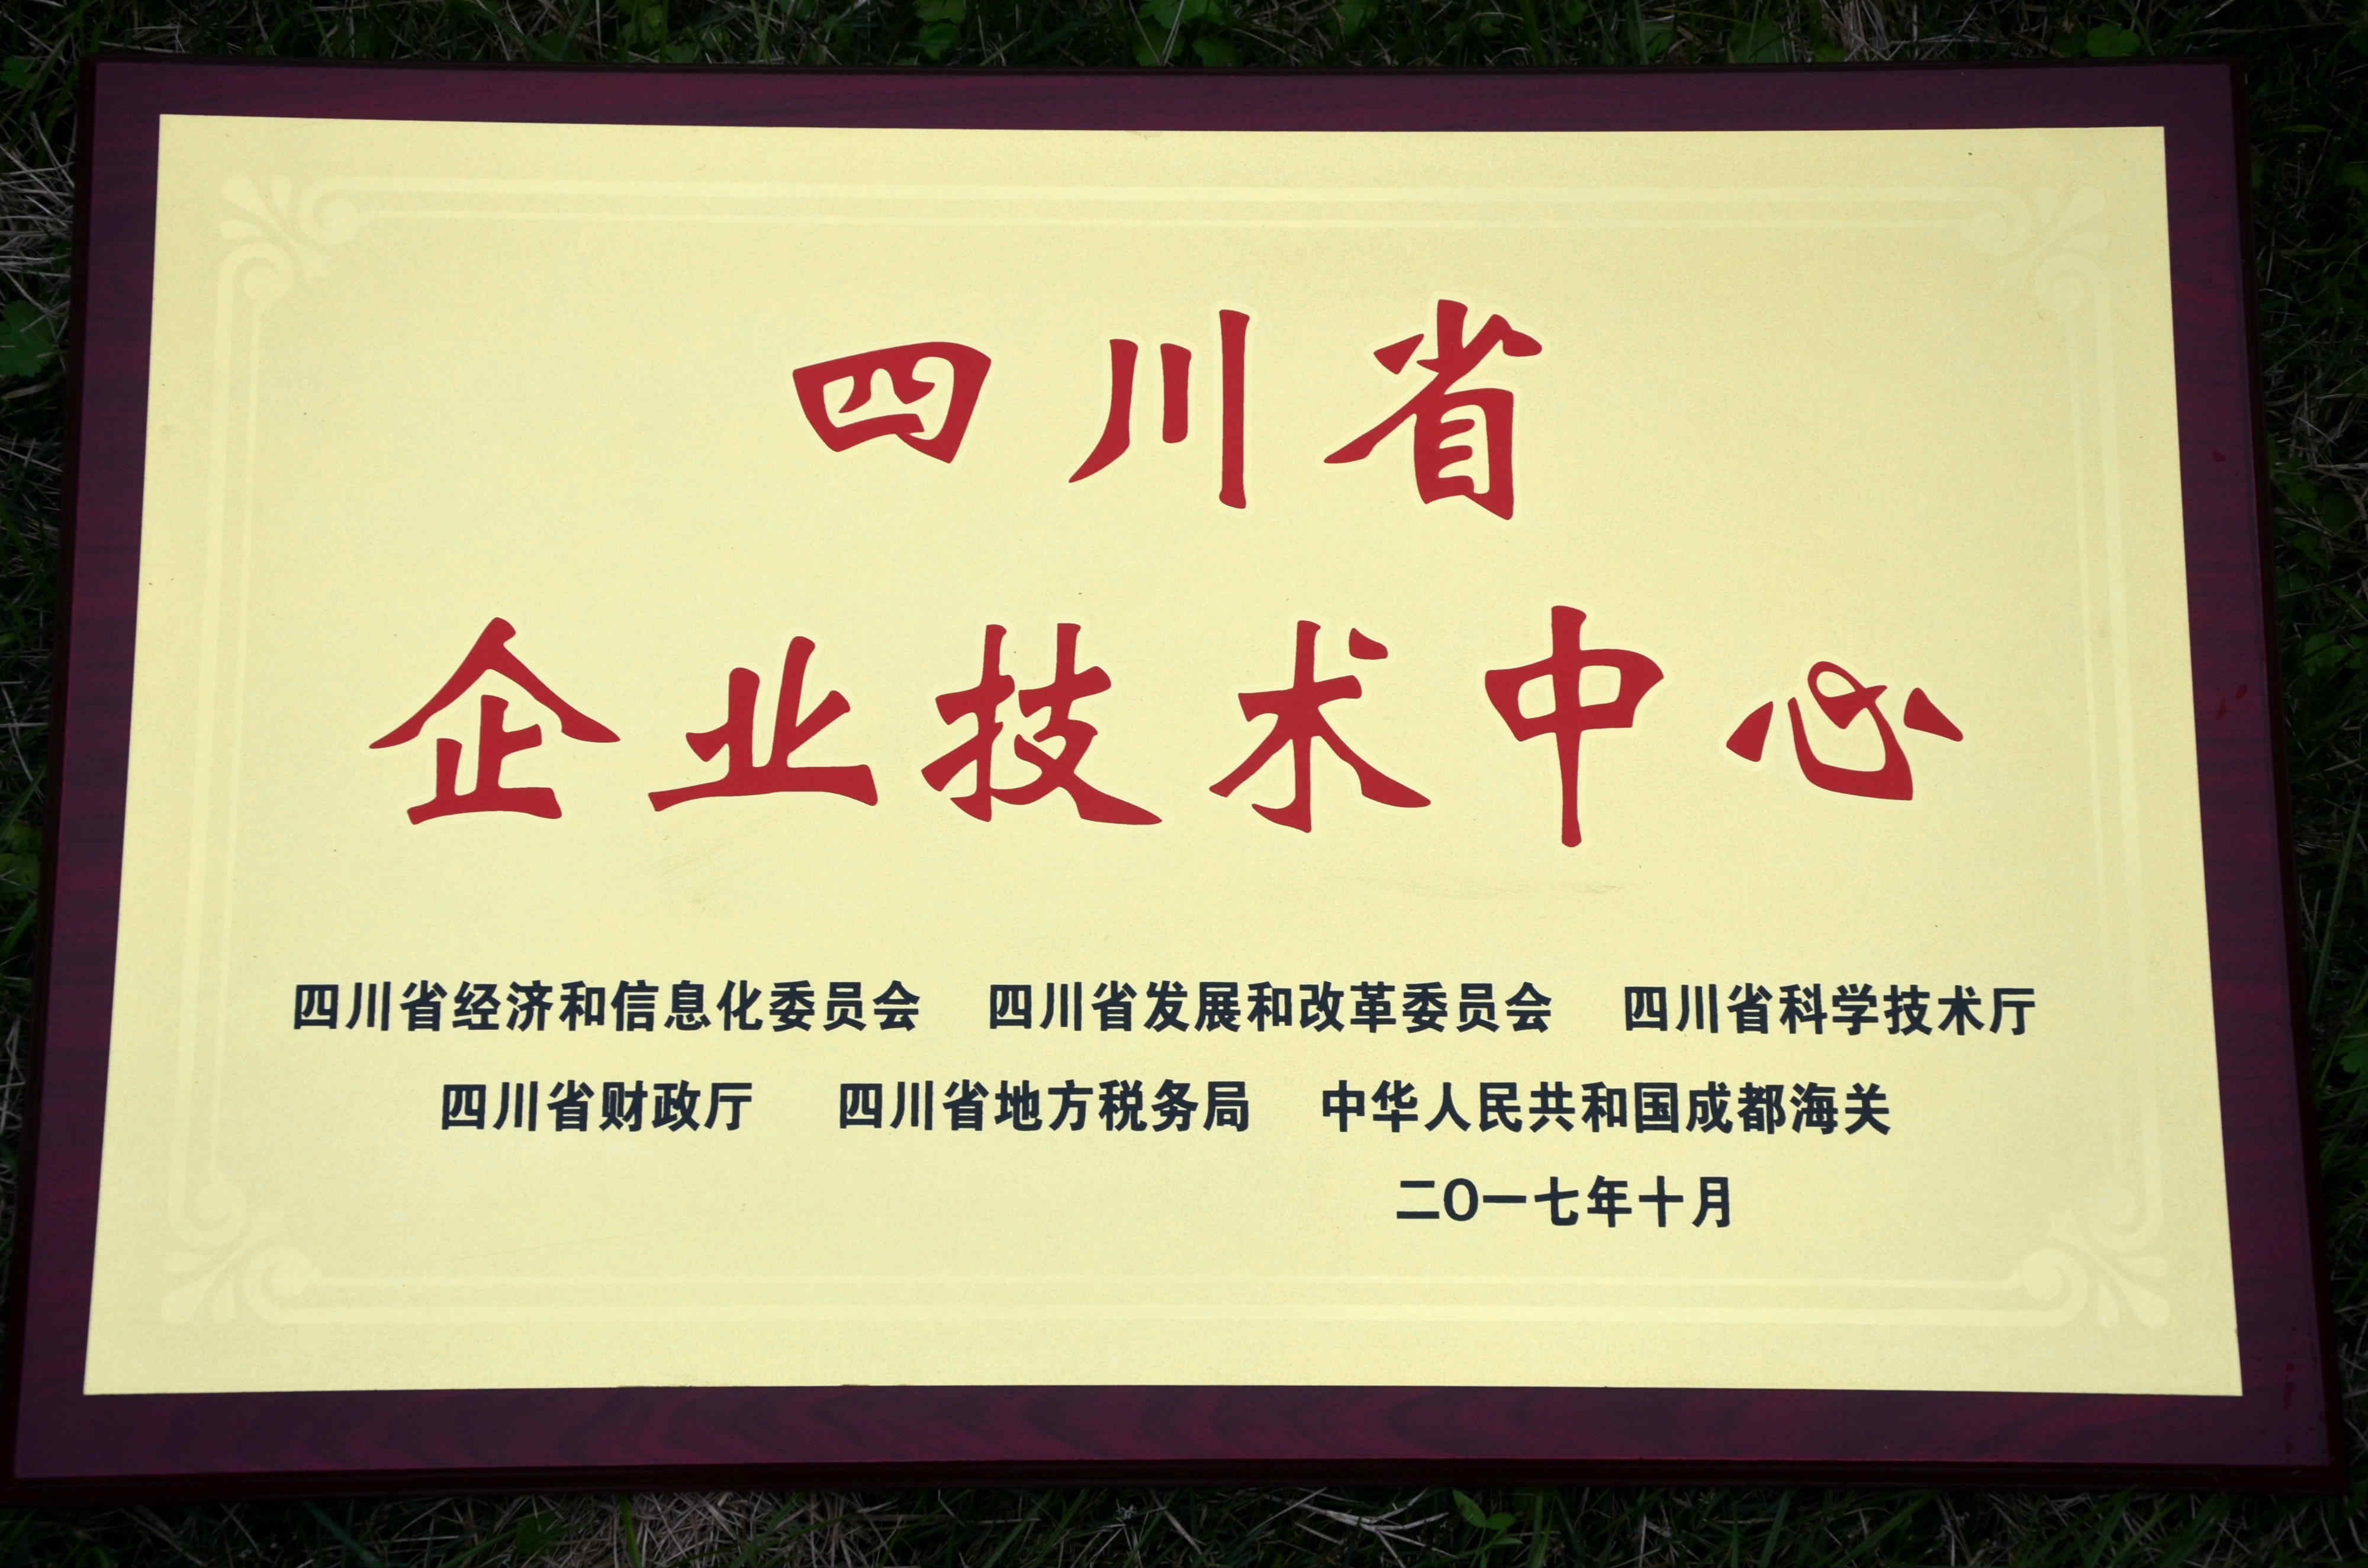 四川省
企业技术中心
四川省经济和信息化委员会 四川省发展和改革委员会 四川省科学技术厅
四川省财政厅 四川省地方税务局 中华人民共和国成都海关
二〇一七年十月